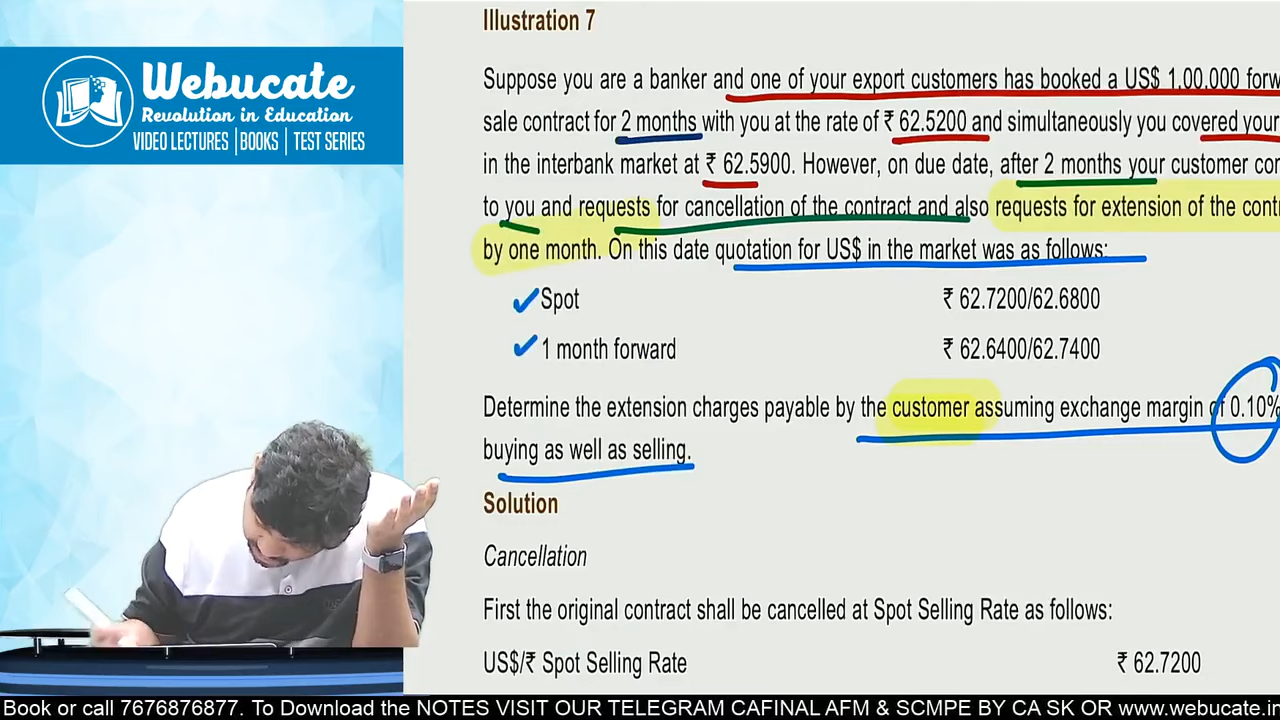 Webucate
Revolution in Education
VIDEO LECTURES | BOOKS | TEST SERIES
Illustration 7
Suppose you are a banker and one of your export customers has booked a US$ 1,00,000 forw
sale contract for 2 months with you at the rate of ₹ 62.5200 and simultaneously you covered your
in the interbank market at ₹ 62.5900. However, on due date, after 2 months your customer co
to you and requests for cancellation of the contract and also requests for extension of the cont
by one month. On this date quotation for US$ in the market was as follows:
Spot ₹ 62.7200/62.6800
1 month forward ₹ 62.6400/62.7400
Determine the extension charges payable by the customer assuming exchange margin of 0.10%
buying as well as selling.
Solution
Cancellation
First the original contract shall be cancelled at Spot Selling Rate as follows:
US$/₹ Spot Selling Rate ₹ 62.7200
Book or call 7676876877. To Download the NOTES VISIT OUR TELEGRAM CAFINAL AFM & SCMPE BY CA SK OR www.webucate.in